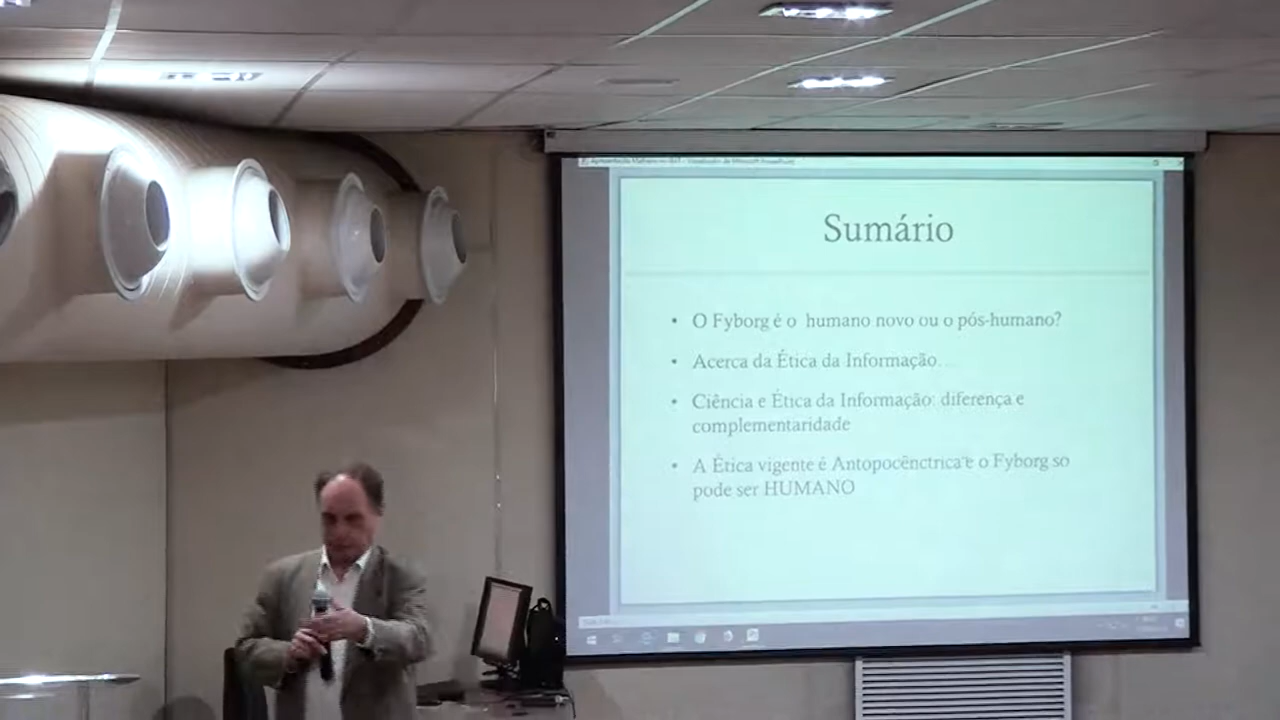 Sumário
• O Fyborg é o humano novo ou o pós-humano?
• Acerca da Ética da Informação
• Ciência e Ética da Informação: diferença e
complementaridade
• A Ética vigente é Antopocênctrica e o Fyborg so
pode ser HUMANO